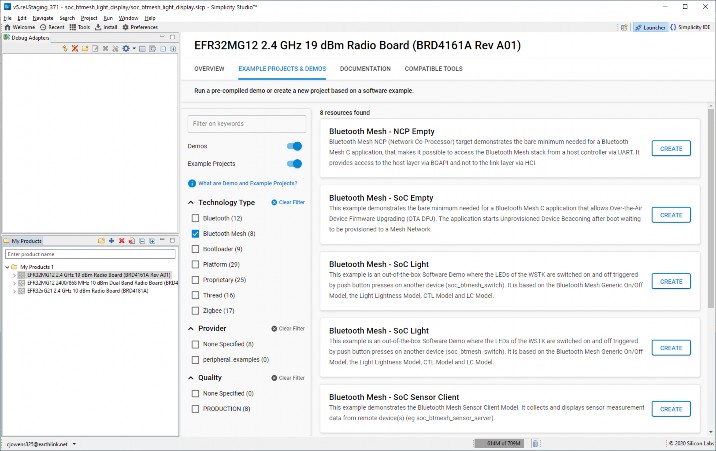 v5.rel.Staging_371 - soc_btmesh_light_display/soc_btmesh_light_display.slcp - Simplicity Studio™
File Edit Navigate Search Project Run Window Help
Welcome Recent Tools Install Preferences
Launcher {} Simplicity IDE
Debug Adapters
EFR32MG12 2.4 GHz 19 dBm Radio Board (BRD4161A Rev A01)
OVERVIEW EXAMPLE PROJECTS & DEMOS DOCUMENTATION COMPATIBLE TOOLS
Run a pre-compiled demo or create a new project based on a software example.
Filter on keywords
Demos
Example Projects
What are Demo and Example Projects?
Technology Type Clear Filter
Bluetooth (12)
Bluetooth Mesh (8)
Bootloader (9)
Platform (29)
Proprietary (25)
Thread (16)
Zigbee (17)
Provider Clear Filter
None Specified (8)
peripheral_examples (0)
Quality Clear Filter
None Specified (0)
PRODUCTION (8)
8 resources found
Bluetooth Mesh - NCP Empty
Bluetooth Mesh NCP (Network Co-Processor) target demonstrates the bare minimum needed for a Bluetooth
Mesh C application, that makes it possible to access the Bluetooth Mesh stack from a host controller via UART. It
provides access to the host layer via BGAPI and not to the link layer via HCI.
CREATE
Bluetooth Mesh - SoC Empty
This example demonstrates the bare minimum needed for a Bluetooth Mesh C application that allows Over-the-Air
Device Firmware Upgrading (OTA DFU). The application starts Unprovisioned Device Beaconing after boot waiting
to be provisioned to a Mesh Network.
CREATE
Bluetooth Mesh - SoC Light
This example is an out-of-the-box Software Demo where the LEDs of the WSTK are switched on and off triggered
by push button presses on another device (soc_btmesh_switch). It is based on the Bluetooth Mesh Generic On/Off
Model, the Light Lightness Model, CTL Model and LC Model.
CREATE
Bluetooth Mesh - SoC Light
This example is an out-of-the-box Software Demo where the LEDs of the WSTK are switched on and off triggered
by push button presses on another device (soc_btmesh_switch). It is based on the Bluetooth Mesh Generic On/Off
Model, the Light Lightness Model, CTL Model and LC Model.
CREATE
Bluetooth Mesh - SoC Sensor Client
This example demonstrates the Bluetooth Mesh Sensor Client Model. It collects and displays sensor measurement
data from remote device(s) (eg soc_btmesh_sensor_server).
CREATE
My Products
Enter product name
My Products 1
EFR32MG12 2.4 GHz 19 dBm Radio Board (BRD4161A Rev A01)
EFR32MG12 2400/868 MHz 10 dBm Dual Band Radio Board (BRD4
EFR32xG21 2.4 GHz 10 dBm Radio Board (BRD4181A)
cjowens325@earthlink.net
614M of 709M
© 2020 Silicon Labs